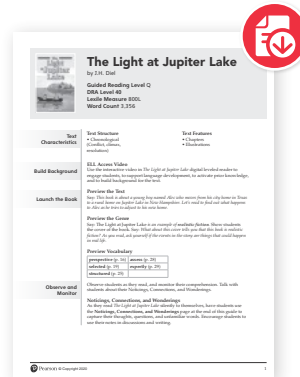 The Light at Jupiter Lake
by J.H. Diel
Guided Reading Level Q
DRA Level 40
Lexile Measure 800L
Word Count 3,356
Text
Characteristics
Text Structure
• Chronological
(Conflict, climax,
resolution)
Text Features
• Chapters
• Illustrations
Build Background
ELL Access Video
Use the interactive video in The Light at Jupiter Lake digital leveled reader to
engage students, to support language development, to activate prior knowledge,
and to build background for the text.
Launch the Book
Preview the Text
Say: This book is about a young boy named Alex who moves from his city home in Texas
to a rural home on Jupiter Lake in New Hampshire. Let's read to find out what happens
to Alex as he tries to adjust to his new home.
Preview the Genre
Say: The Light at Jupiter Lake is an example of realistic fiction. Show students
the cover of the book. Say: What about this cover tells you that this book is realistic
fiction? As you read, ask yourself if the events in the story are things that could happen
in real life.
Preview Vocabulary
perspective (p. 16) access (p. 28)
selected (p. 19) expertly (p. 29)
structured (p. 25)
Observe and
Monitor
Observe students as they read, and monitor their comprehension. Talk with
students about their Noticings, Connections, and Wonderings.
Noticings, Connections, and Wonderings
As they read The Light at Jupiter Lake silently to themselves, have students use
the Noticings, Connections, and Wonderings page at the end of this guide to
capture their thoughts, questions, and unfamiliar words. Encourage students to
use their notes in discussions and writing.
Pearson © Copyright 2020
1